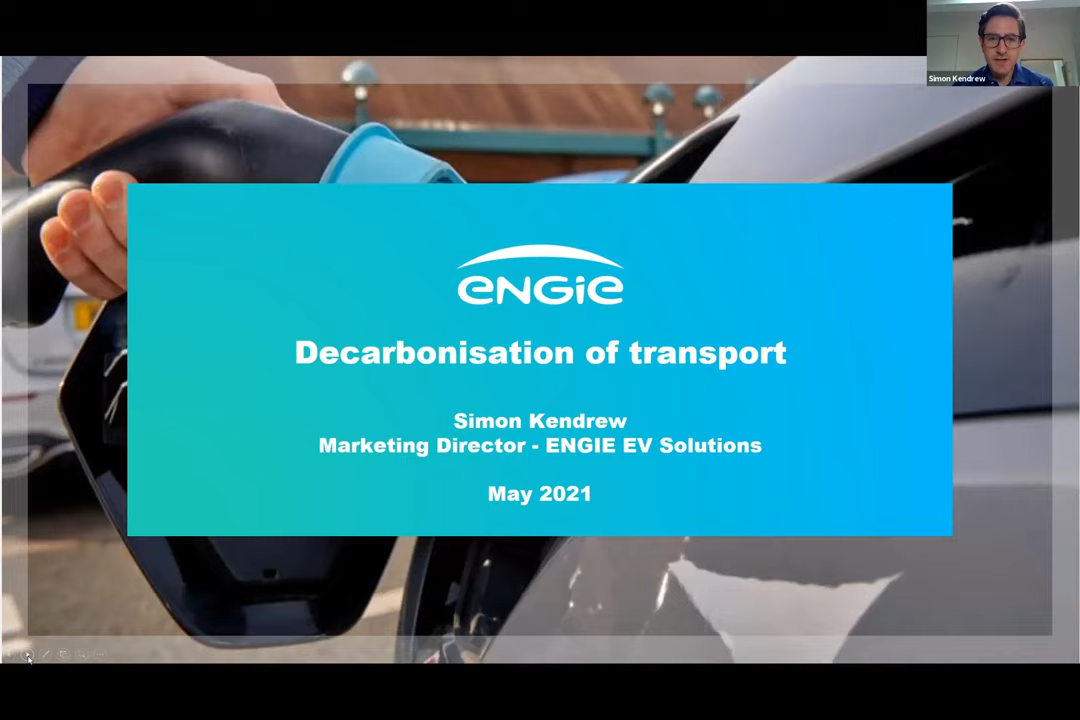 Simon Kendrew
ENGIE
Decarbonisation of transport
Simon Kendrew
Marketing Director - ENGIE EV Solutions
May 2021